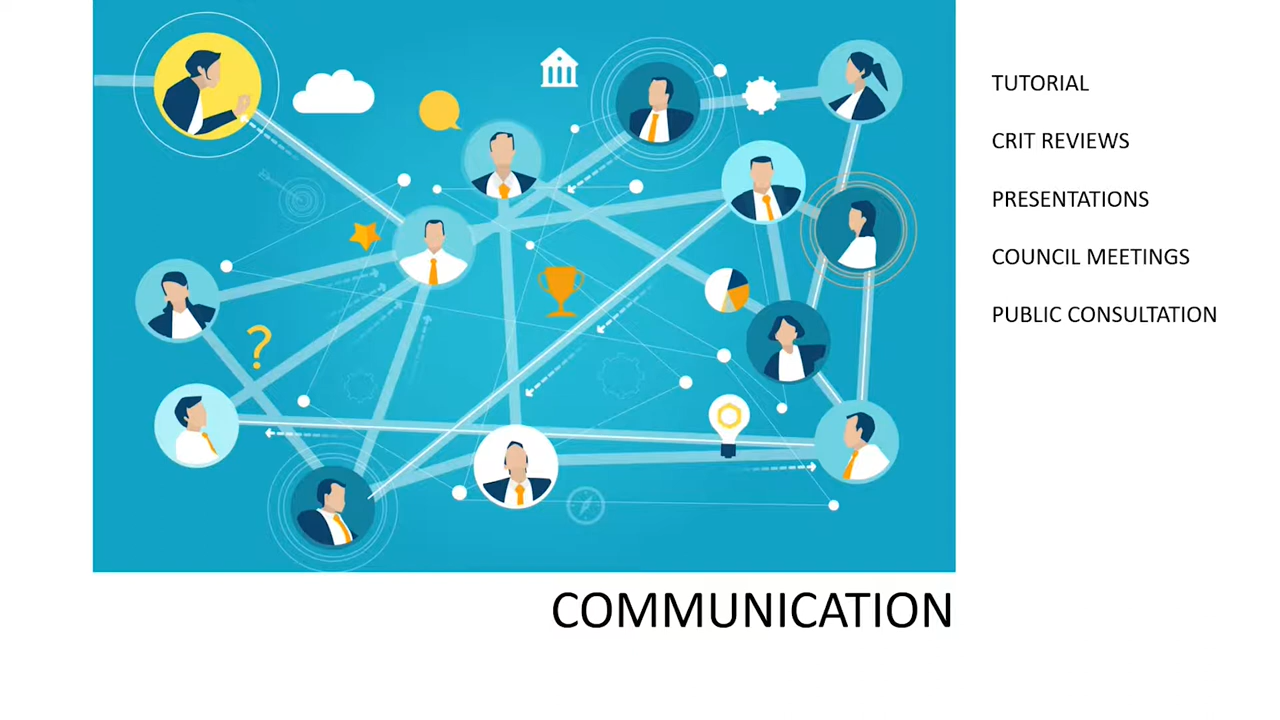 TUTORIAL
CRIT REVIEWS
PRESENTATIONS
COUNCIL MEETINGS
PUBLIC CONSULTATION
?
COMMUNICATION